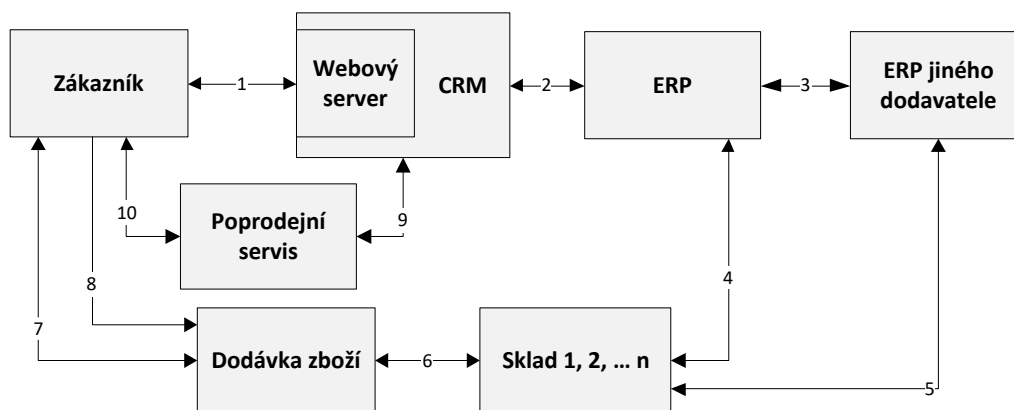 Zákazník
1
Webový
server
CRM
2
ERP
3
ERP jiného
dodavatele
10
Poprodejní
servis
9
4
7
8
Dodávka zboží
6
Sklad 1, 2, ... n
5